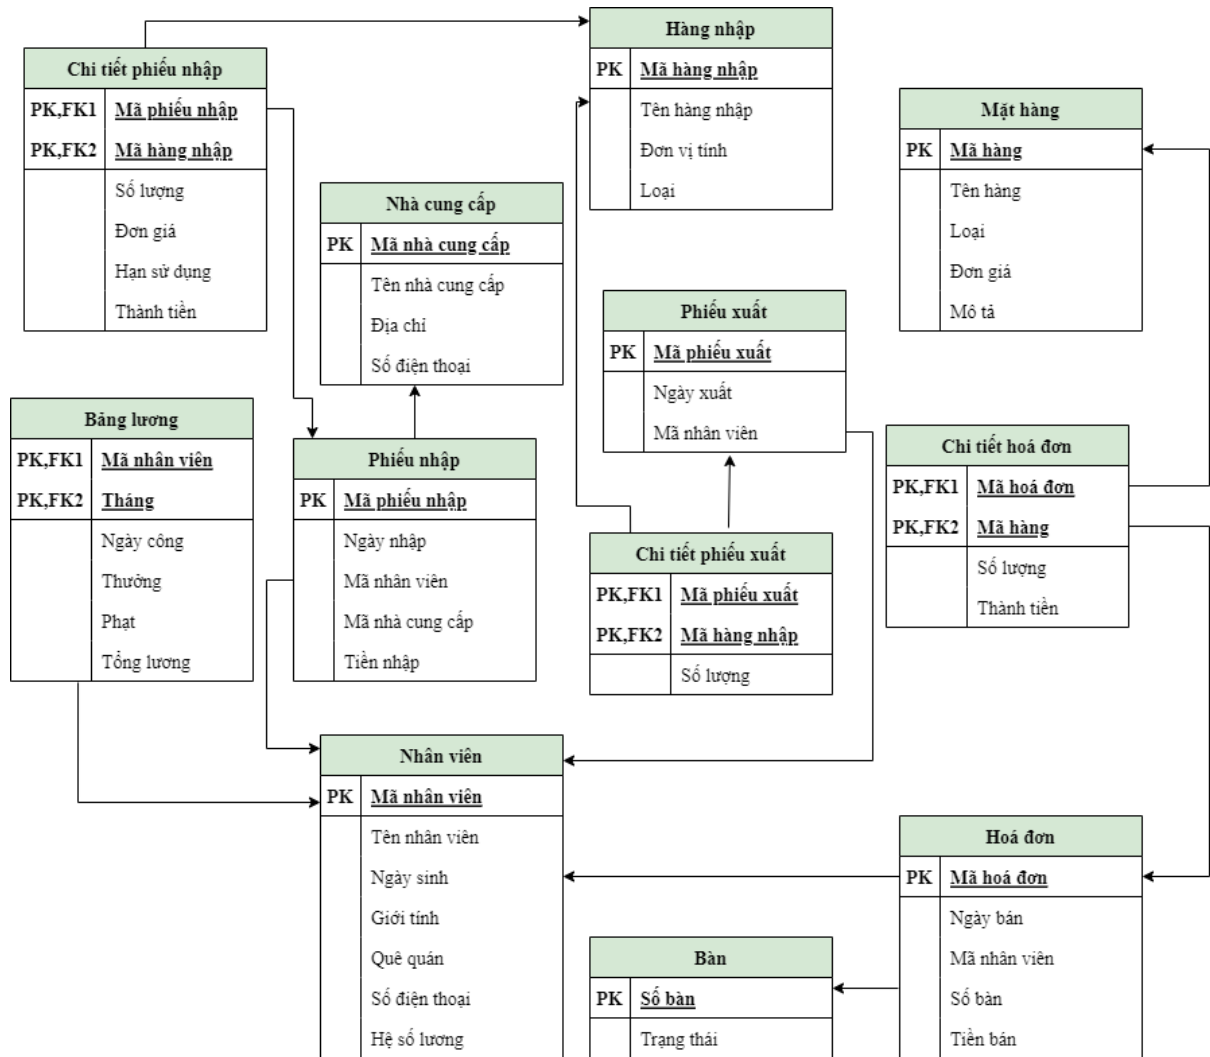 Hàng nhập
PK Mã hàng nhập
Tên hàng nhập
Đơn vị tính
Loại
Chi tiết phiếu nhập
PK,FK1 Mã phiếu nhập
PK,FK2 Mã hàng nhập
Số lượng
Đơn giá
Hạn sử dụng
Thành tiền
Mặt hàng
PK Mã hàng
Tên hàng
Loại
Đơn giá
Mô tả
Nhà cung cấp
PK Mã nhà cung cấp
Tên nhà cung cấp
Địa chỉ
Số điện thoại
Phiếu xuất
PK Mã phiếu xuất
Ngày xuất
Mã nhân viên
Bảng lương
PK,FK1 Mã nhân viên
PK,FK2 Tháng
Ngày công
Thưởng
Phạt
Tổng lương
Phiếu nhập
PK Mã phiếu nhập
Ngày nhập
Mã nhân viên
Mã nhà cung cấp
Tiền nhập
Chi tiết hoá đơn
PK,FK1 Mã hoá đơn
PK,FK2 Mã hàng
Số lượng
Thành tiền
Chi tiết phiếu xuất
PK,FK1 Mã phiếu xuất
PK,FK2 Mã hàng nhập
Số lượng
Nhân viên
PK Mã nhân viên
Tên nhân viên
Ngày sinh
Giới tính
Quê quán
Số điện thoại
Hệ số lương
Hoá đơn
PK Mã hoá đơn
Ngày bán
Mã nhân viên
Số bàn
Tiền bán
Bàn
PK Số bàn
Trạng thái